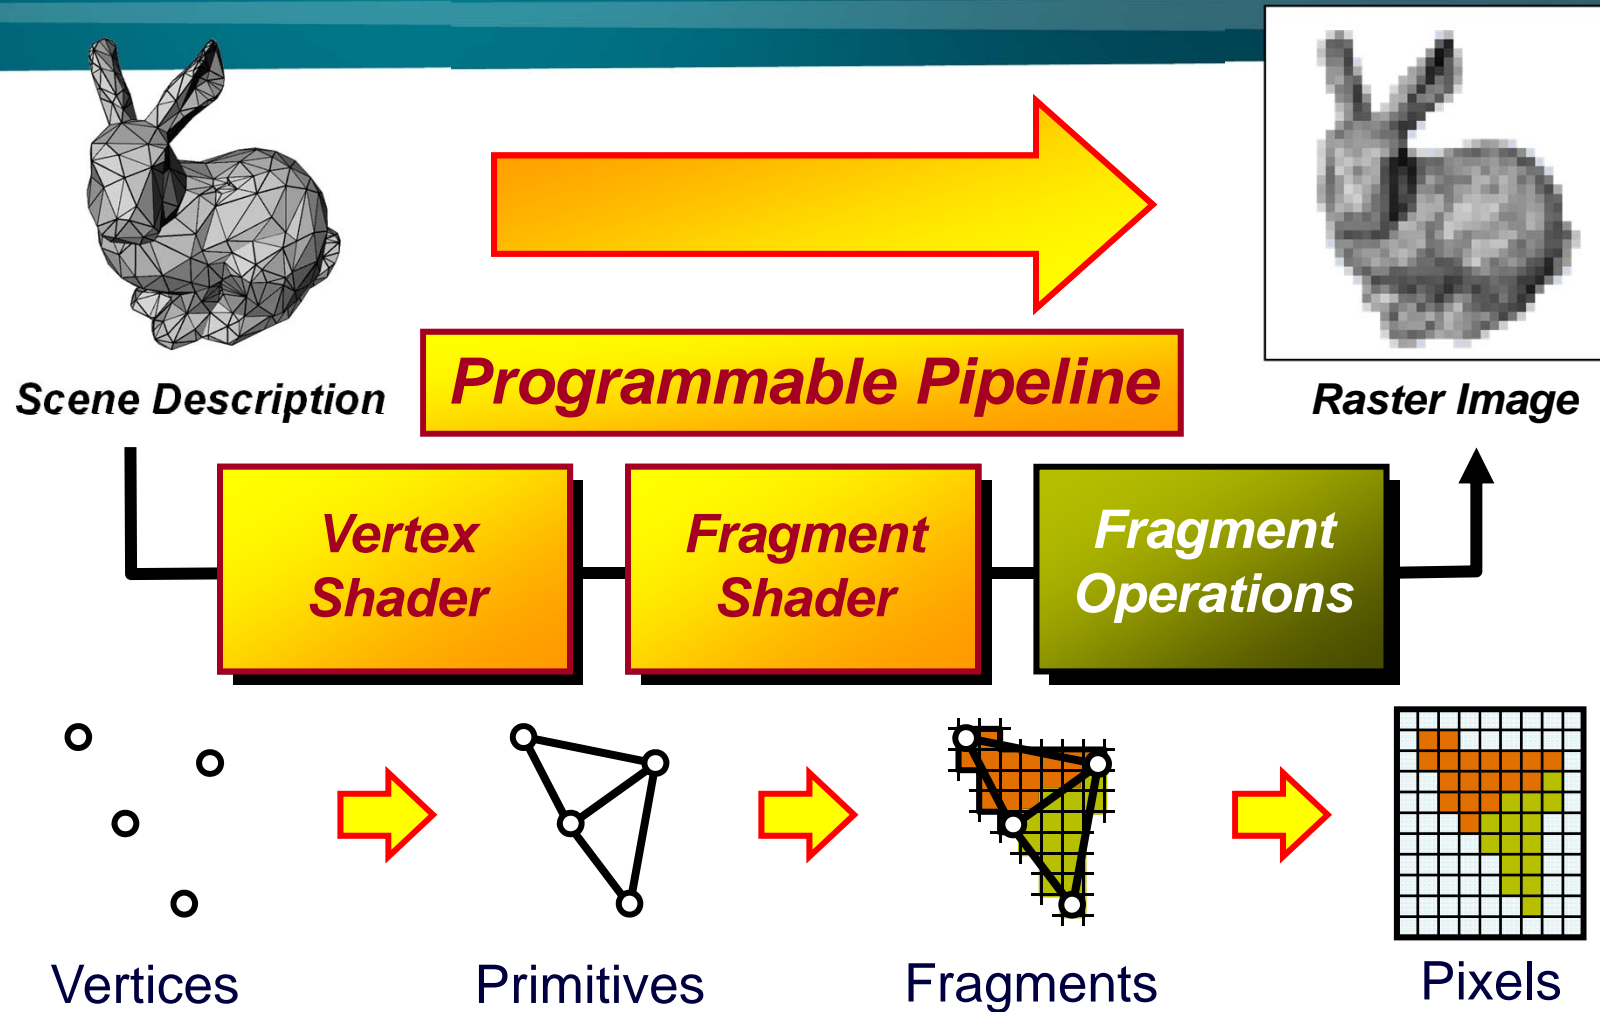 Scene Description
Programmable Pipeline
Raster Image
Vertex
Shader
Fragment
Shader
Fragment
Operations
Vertices
Primitives
Fragments
Pixels